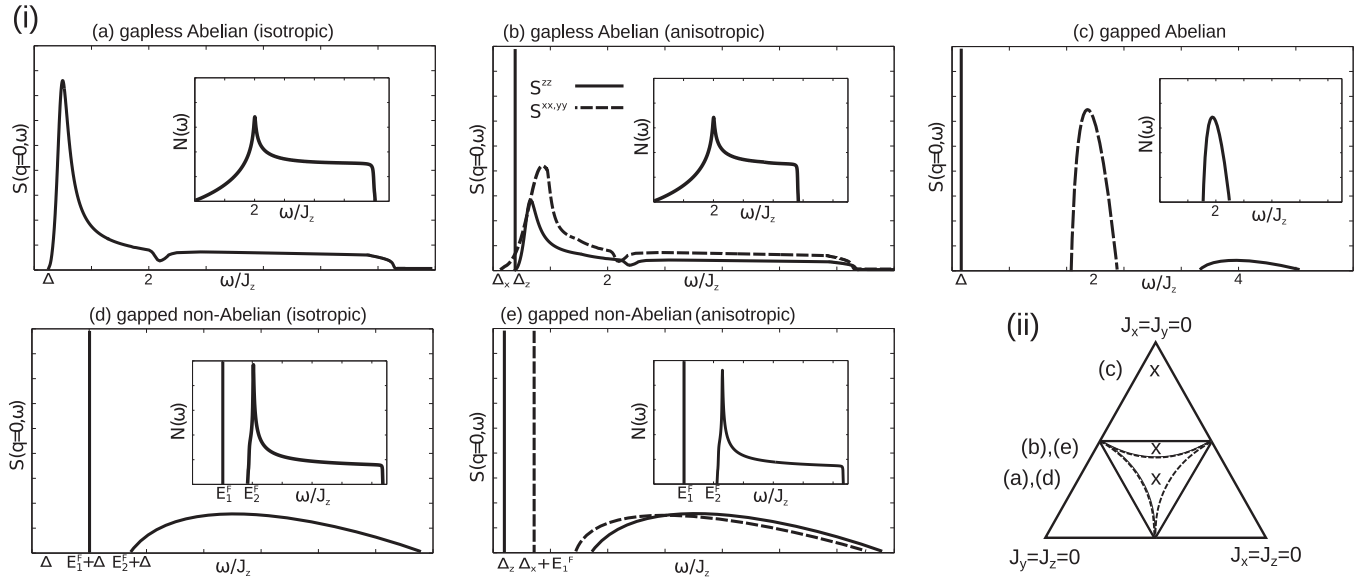 (i)
(a) gapless Abelian (isotropic)
S(q=0,ω)
N(ω)
2
ω/J_z
Δ
2
ω/J_z
(b) gapless Abelian (anisotropic)
S(q=0,ω)
S^zz
S^xx,yy
N(ω)
2
ω/J_z
Δ_x Δ_z
2
ω/J_z
(c) gapped Abelian
S(q=0,ω)
N(ω)
2
ω/J_z
Δ
2
ω/J_z
4
(d) gapped non-Abelian (isotropic)
S(q=0,ω)
N(ω)
E_1^F
E_2^F
ω/J_z
Δ
E_1^F+Δ
E_2^F+Δ
ω/J_z
(e) gapped non-Abelian (anisotropic)
S(q=0,ω)
N(ω)
E_1^F
E_2^F
ω/J_z
Δ_z
Δ_x+E_1^F
ω/J_z
(ii)
J_x=J_y=0
(c)
x
(b),(e)
x
(a),(d)
x
J_y=J_z=0
J_x=J_z=0